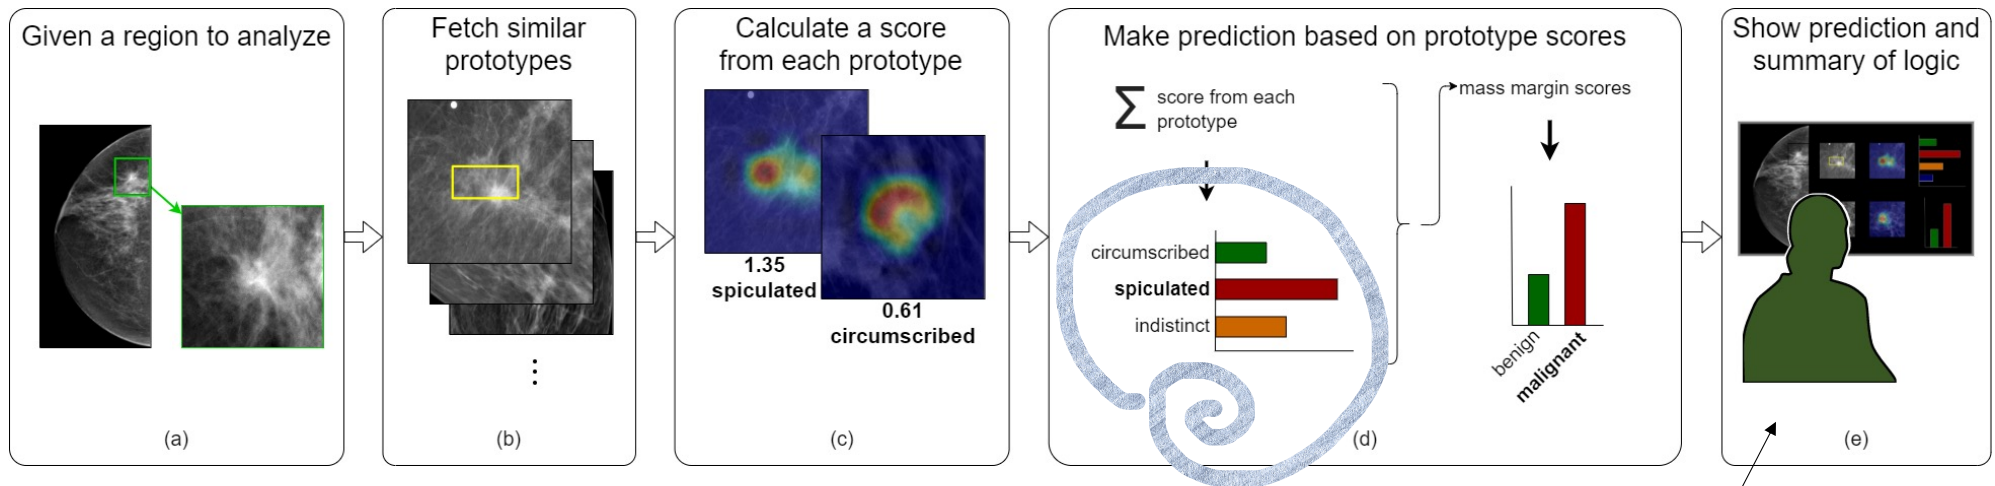 Given a region to analyze
(a)
Fetch similar
prototypes
(b)
Calculate a score
from each prototype
1.35
spiculated
0.61
circumscribed
(c)
Make prediction based on prototype scores
Σ score from each
prototype
circumscribed
spiculated
indistinct
mass margin scores
benign
malignant
(d)
Show prediction and
summary of logic
(e)